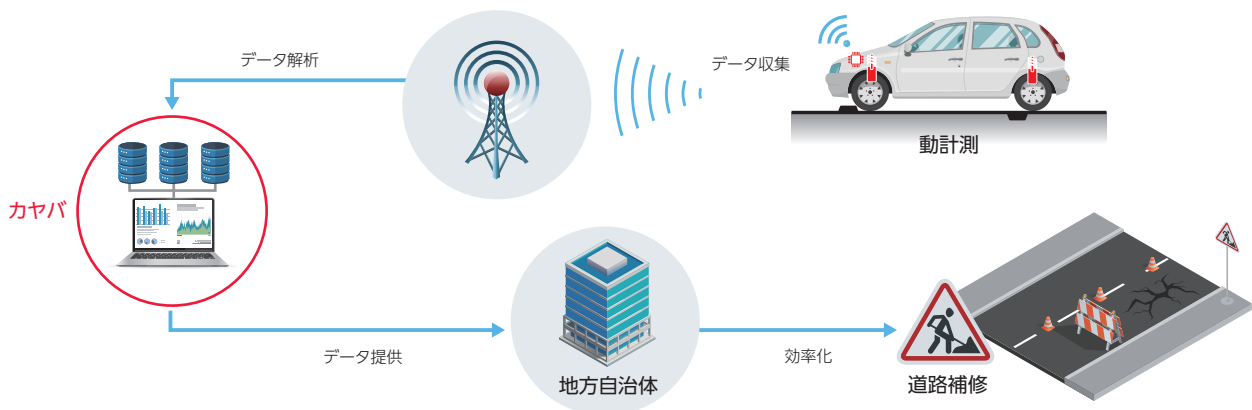 データ解析
データ収集
動計測
カヤバ
データ提供
地方自治体
効率化
道路補修